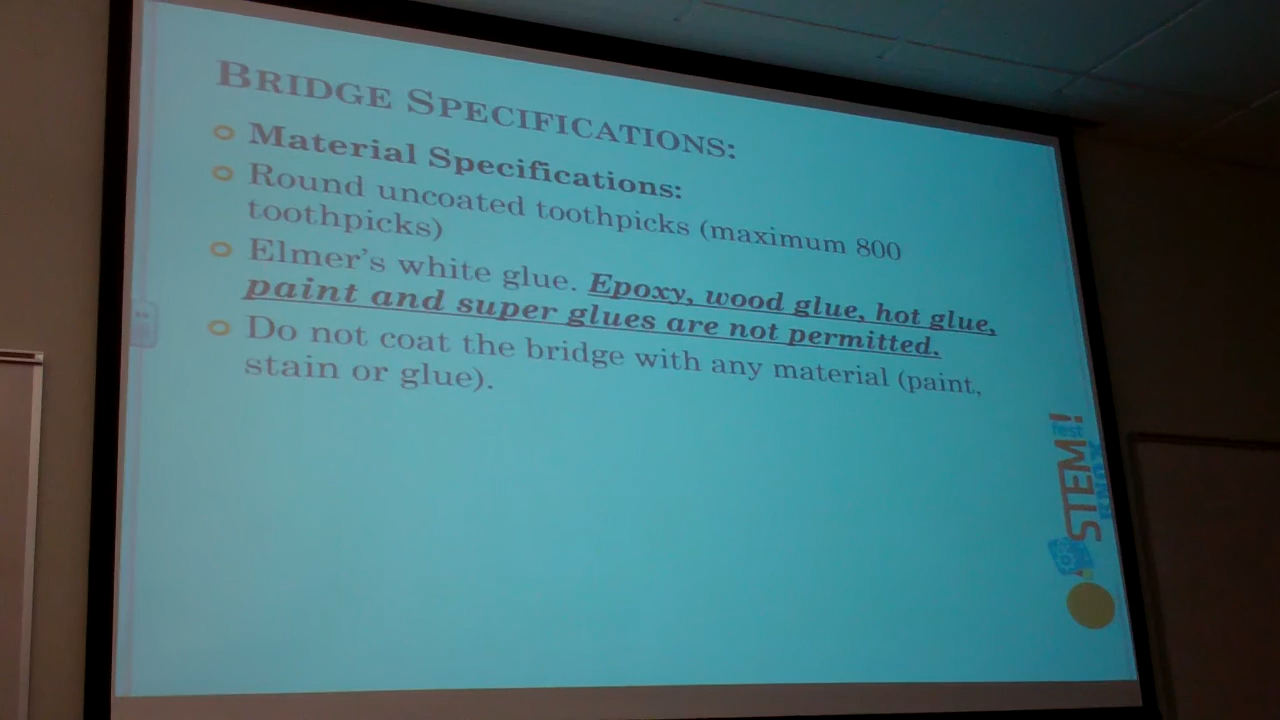 BRIDGE SPECIFICATIONS:
Material Specifications:
Round uncoated toothpicks (maximum 800
toothpicks)
Elmer's white glue. Epoxy, wood glue, hot glue,
paint and super glues are not permitted.
Do not coat the bridge with any material (paint,
stain or glue).
STEM!
fest
KNOX